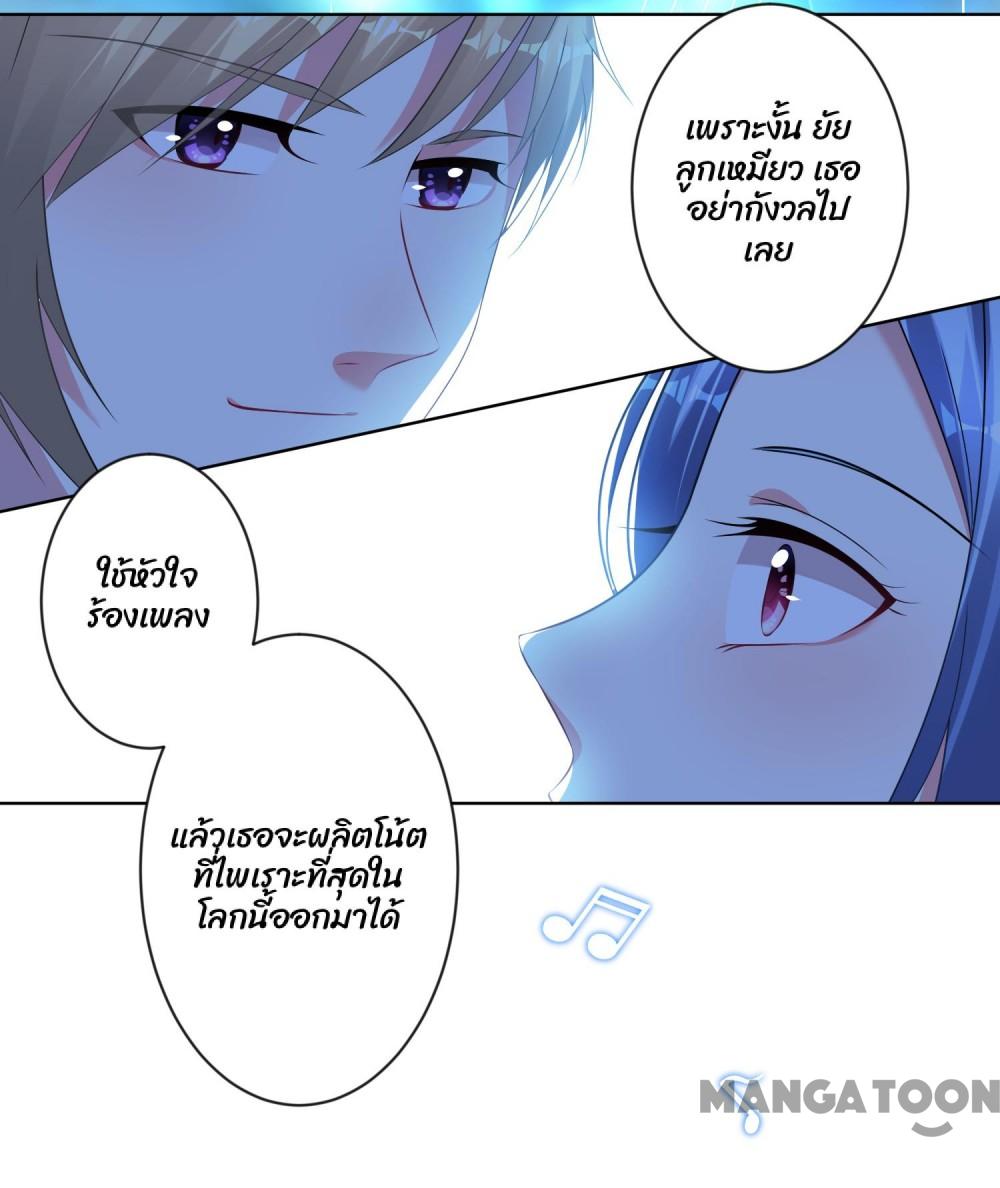 เพราะงั้น ยัย
ลูกเหมียว เธอ
อย่ากังวลไป
เลย
ใช้หัวใจ
ร้องเพลง
แล้วเธอจะผลิตโน้ต
ที่ไพเราะที่สุดใน
โลกนี้ออกมาได้
MANGATOON